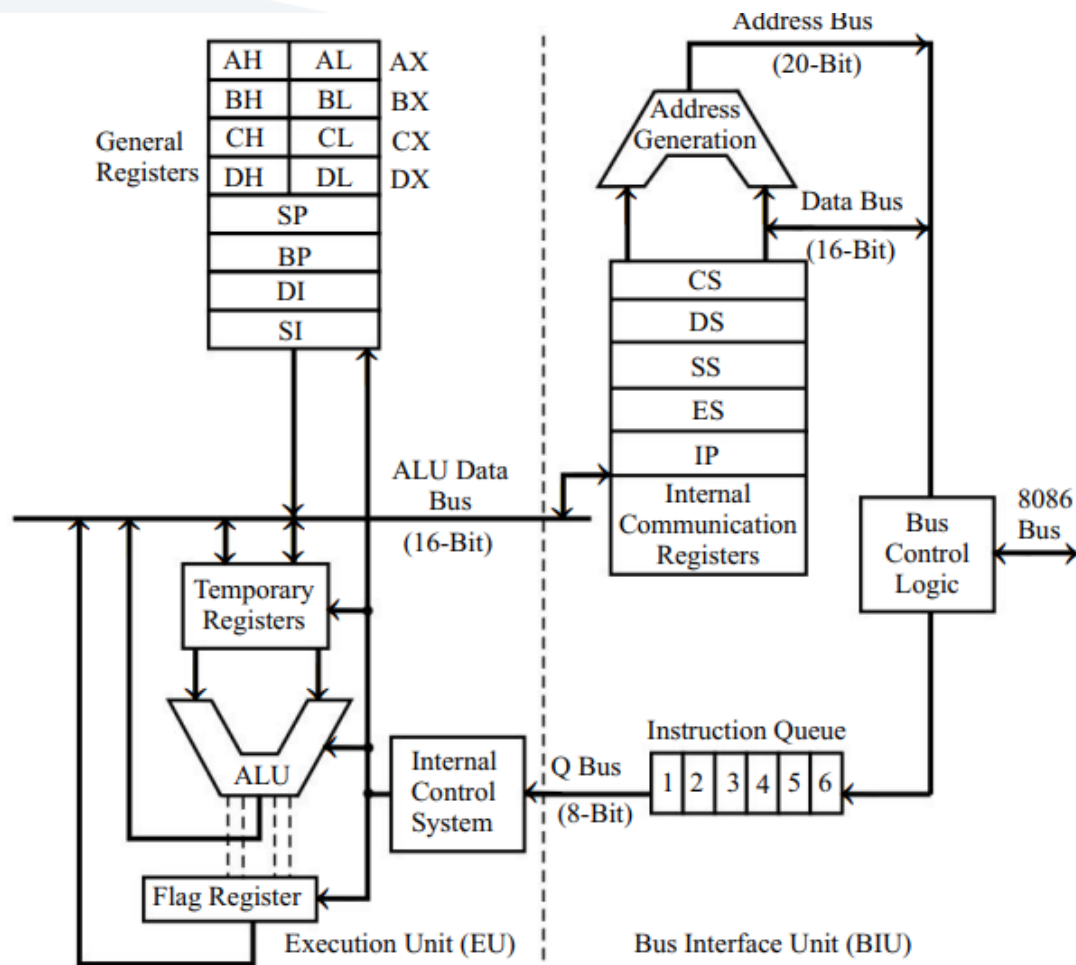 AH AL AX
BH BL BX
CH CL CX
DH DL DX
General
Registers
SP
BP
DI
SI
ALU Data
Bus
(16-Bit)
Temporary
Registers
ALU
Internal
Control
System
Flag Register
Execution Unit (EU)
Address Bus
(20-Bit)
Address
Generation
Data Bus
(16-Bit)
CS
DS
SS
ES
IP
Internal
Communication
Registers
Bus
Control
Logic
8086
Bus
Instruction Queue
1 2 3 4 5 6
Q Bus
(8-Bit)
Bus Interface Unit (BIU)